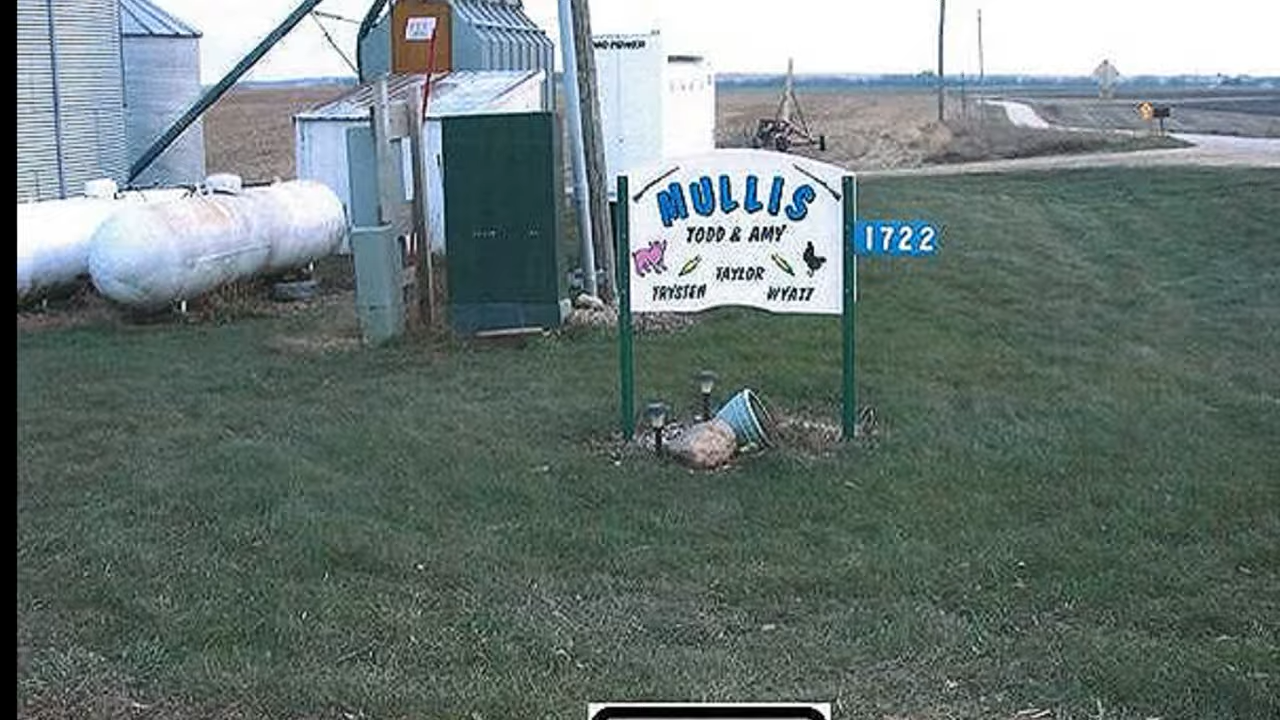 MULLIS
TODD & AMY
TAYLOR
TRYSTEN WYATT
1722